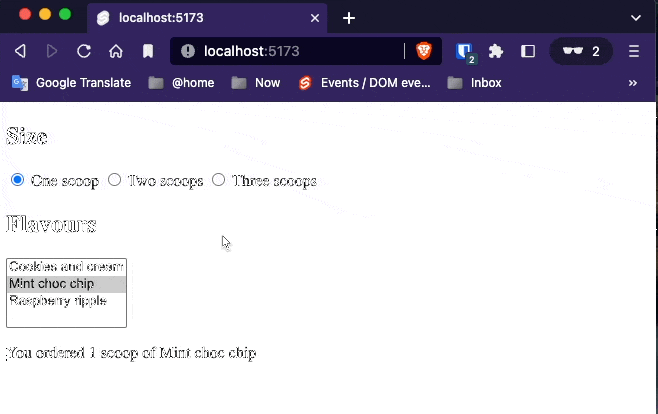 localhost:5173
localhost:5173
2
2
Google Translate
@home
Now
Events / DOM eve...
Inbox
Size
One scoop
Two scoops
Three scoops
Flavours
Cookies and cream
Mint choc chip
Raspberry ripple
You ordered 1 scoop of Mint choc chip